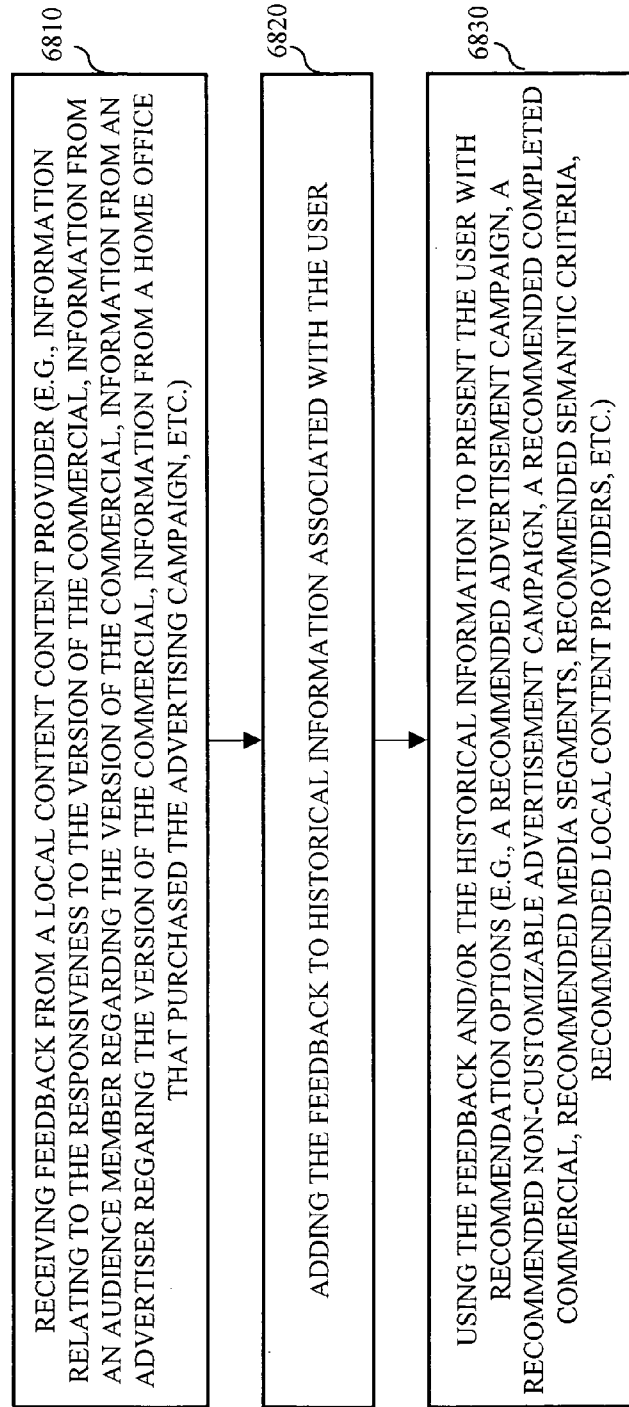 6810
RECEIVING FEEDBACK FROM A LOCAL CONTENT PROVIDER (E.G., INFORMATION
RELATING TO THE RESPONSIVENESS TO THE VERSION OF THE COMMERCIAL, INFORMATION FROM
AN AUDIENCE MEMBER REGARDING THE VERSION OF THE COMMERCIAL, INFORMATION FROM AN
ADVERTISER REGARING THE VERSION OF THE COMMERCIAL, INFORMATION FROM A HOME OFFICE
THAT PURCHASED THE ADVERTISING CAMPAIGN, ETC.)
6820
ADDING THE FEEDBACK TO HISTORICAL INFORMATION ASSOCIATED WITH THE USER
6830
USING THE FEEDBACK AND/OR THE HISTORICAL INFORMATION TO PRESENT THE USER WITH
RECOMMENDATION OPTIONS (E.G., A RECOMMENDED ADVERTISEMENT CAMPAIGN, A
RECOMMENDED NON-CUSTOMIZABLE ADVERTISEMENT CAMPAIGN, A RECOMMENDED COMPLETED
COMMERCIAL, RECOMMENDED MEDIA SEGMENTS, RECOMMENDED SEMANTIC CRITERIA,
RECOMMENDED LOCAL CONTENT PROVIDERS, ETC.)